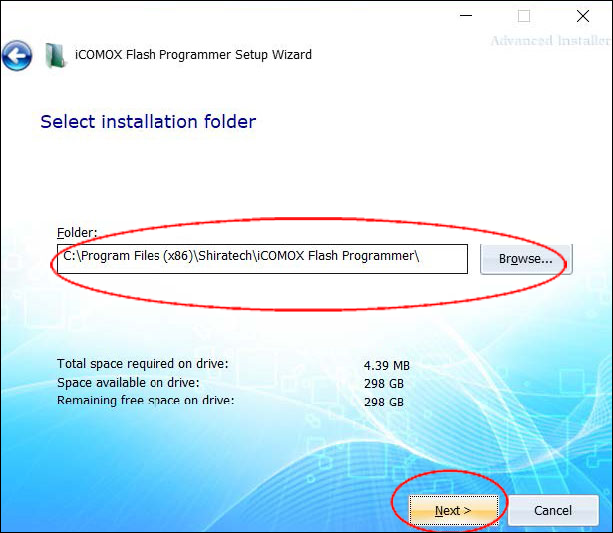 Advanced Installer
iCOMOX Flash Programmer Setup Wizard
Select installation folder
Folder:
C:\Program Files (x86)\Shiratech\iCOMOX Flash Programmer\
Browse...
Total space required on drive: 4.39 MB
Space available on drive: 298 GB
Remaining free space on drive: 298 GB
Next >
Cancel